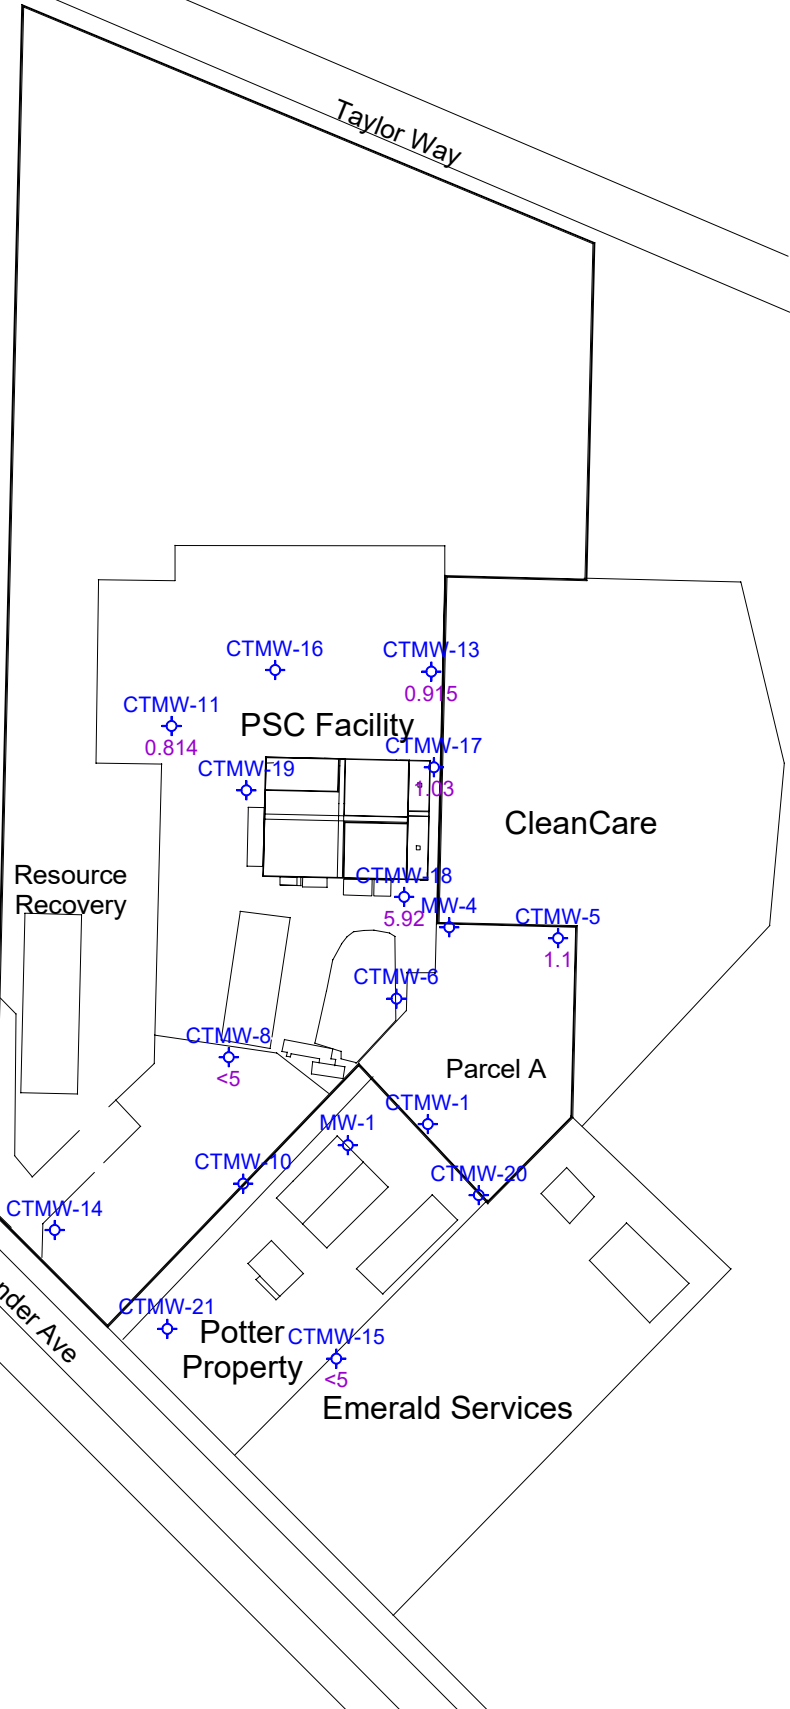 Taylor Way
CTMW-16
CTMW-13
0.915
CTMW-11
0.814
PSC Facility
CTMW-17
1.03
CTMW-19
CleanCare
Resource
Recovery
CTMW-18
5.92
MW-4
CTMW-5
1.1
CTMW-6
CTMW-8
<5
Parcel A
CTMW-1
MW-1
CTMW-10
CTMW-20
CTMW-14
nder Ave
CTMW-21
Potter
Property
CTMW-15
<5
Emerald Services